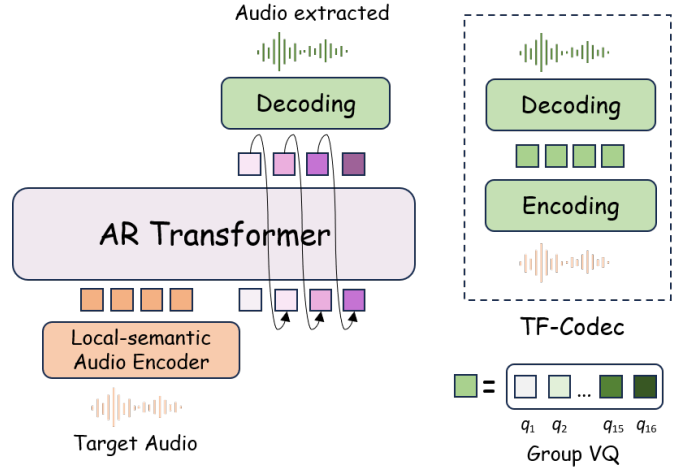 Audio extracted
Decoding
AR Transformer
Local-semantic
Audio Encoder
Target Audio
Decoding
Encoding
TF-Codec
=
...
q1 q2 q15 q16
Group VQ